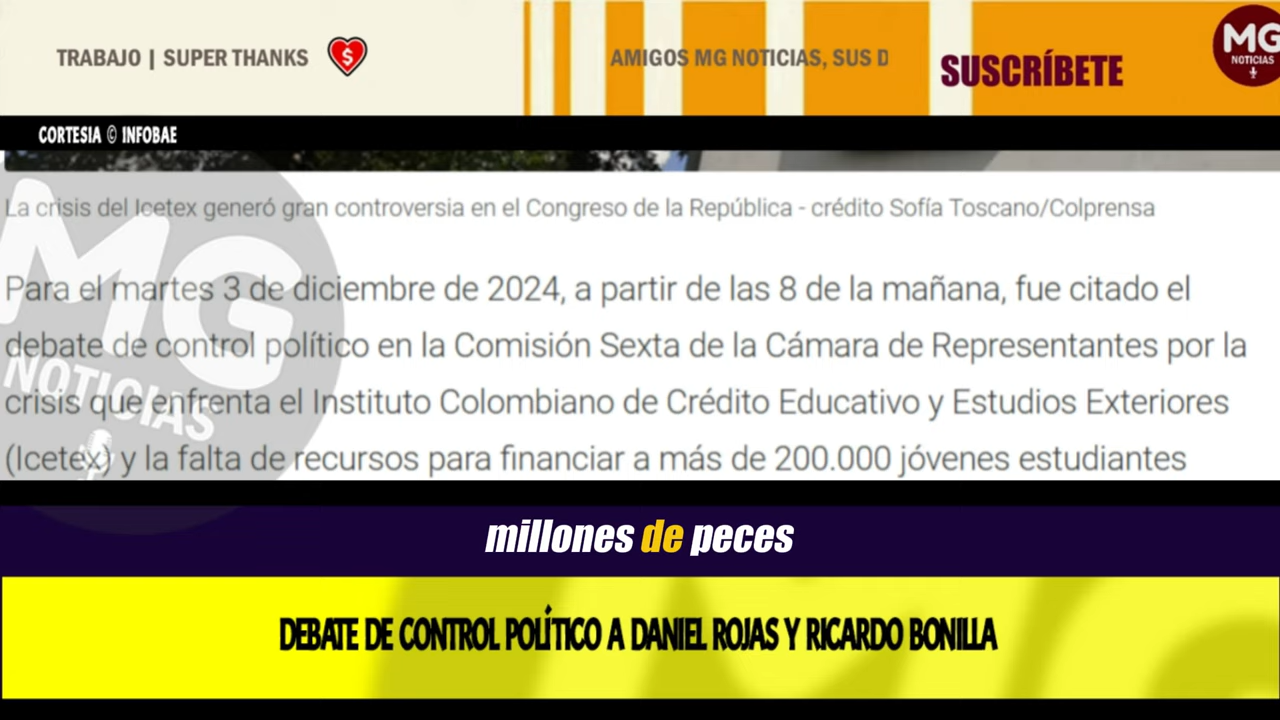 TRABAJO | SUPER THANKS
AMIGOS MG NOTICIAS, SUS D
SUSCRÍBETE
MG
NOTICIAS
CORTESIA © INFOBAE
La crisis del Icetex generó gran controversia en el Congreso de la República - crédito Sofía Toscano/Colprensa
Para el martes 3 de diciembre de 2024, a partir de las 8 de la mañana, fue citado el
debate de control político en la Comisión Sexta de la Cámara de Representantes por la
crisis que enfrenta el Instituto Colombiano de Crédito Educativo y Estudios Exteriores
(Icetex) y la falta de recursos para financiar a más de 200.000 jóvenes estudiantes
MG
NOTICIAS
millones de peces
DEBATE DE CONTROL POLÍTICO A DANIEL ROJAS Y RICARDO BONILLA